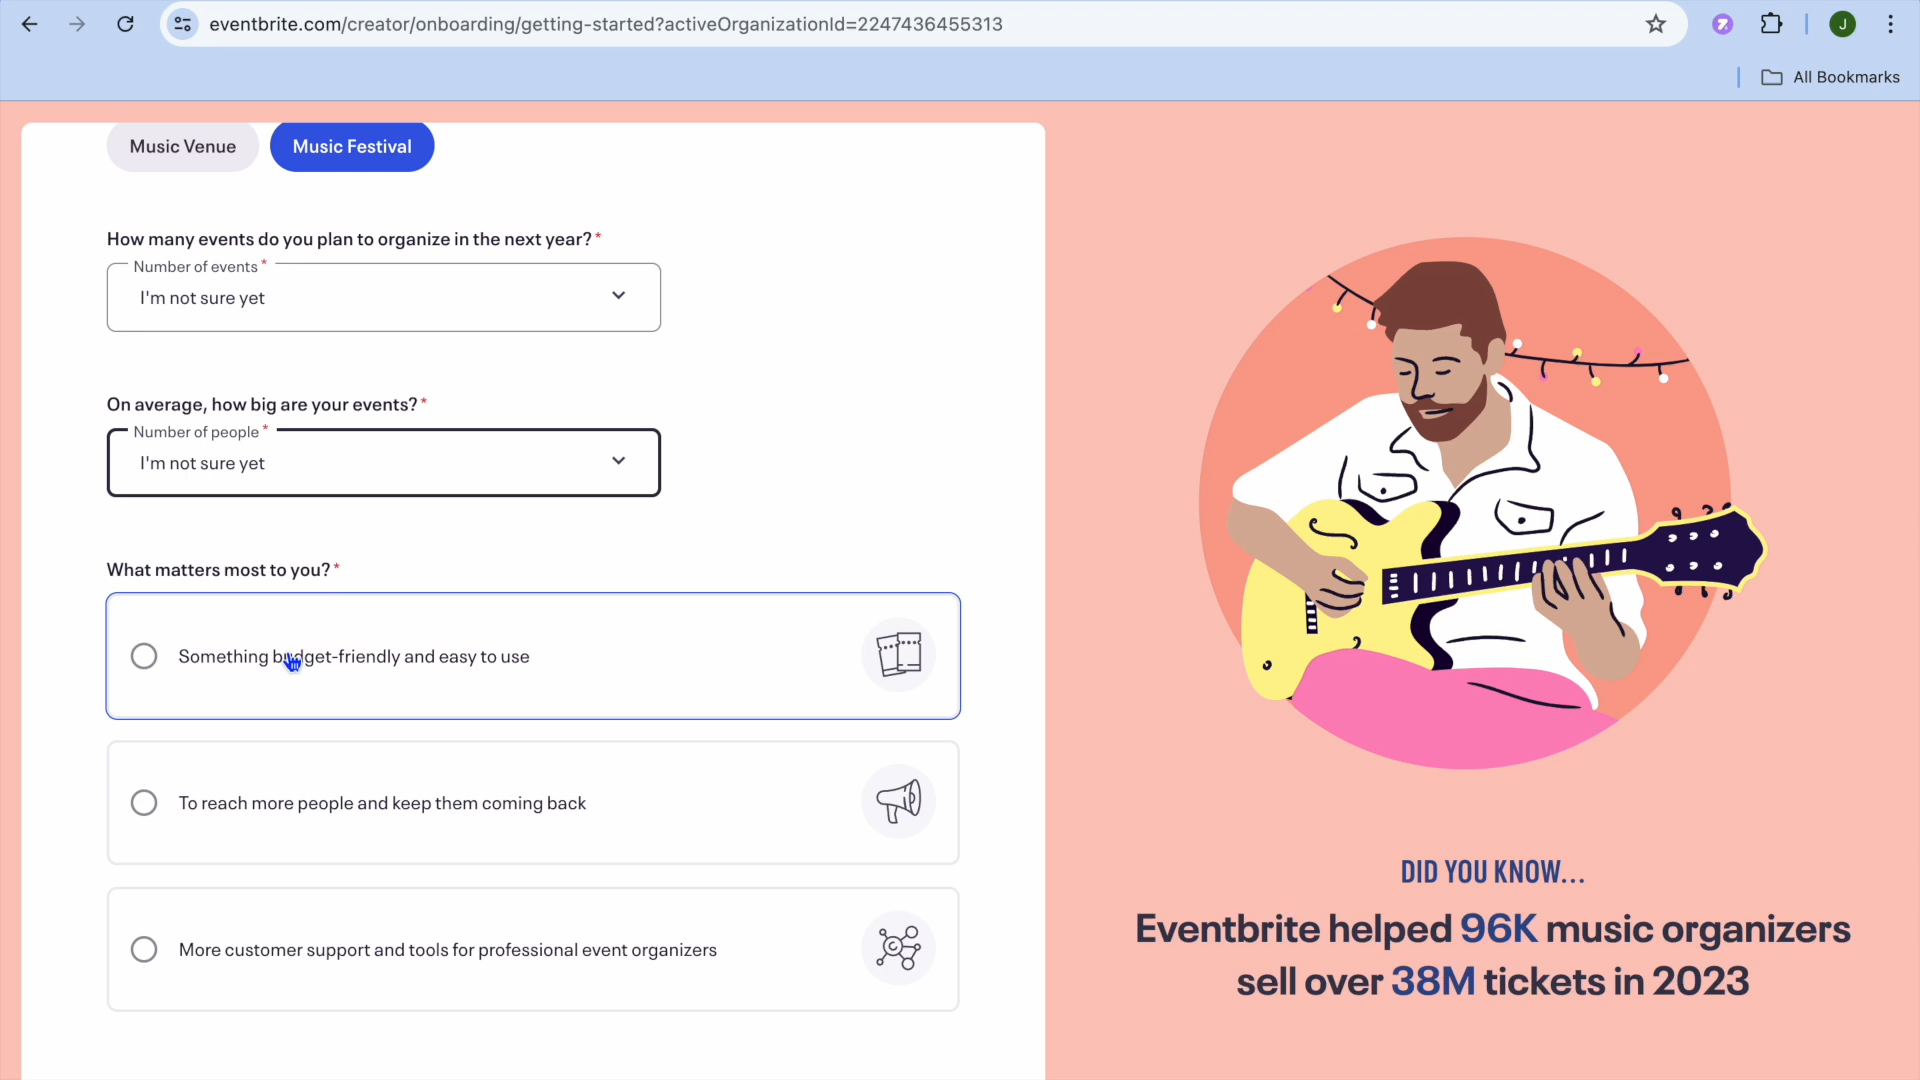 eventbrite.com/creator/onboarding/getting-started?activeOrganizationId=2247436455313
J
All Bookmarks
Music Venue
Music Festival
How many events do you plan to organize in the next year?*
Number of events *
I'm not sure yet
On average, how big are your events?*
Number of people *
I'm not sure yet
What matters most to you?*
Something budget-friendly and easy to use
To reach more people and keep them coming back
More customer support and tools for professional event organizers
DID YOU KNOW...
Eventbrite helped 96K music organizers
sell over 38M tickets in 2023